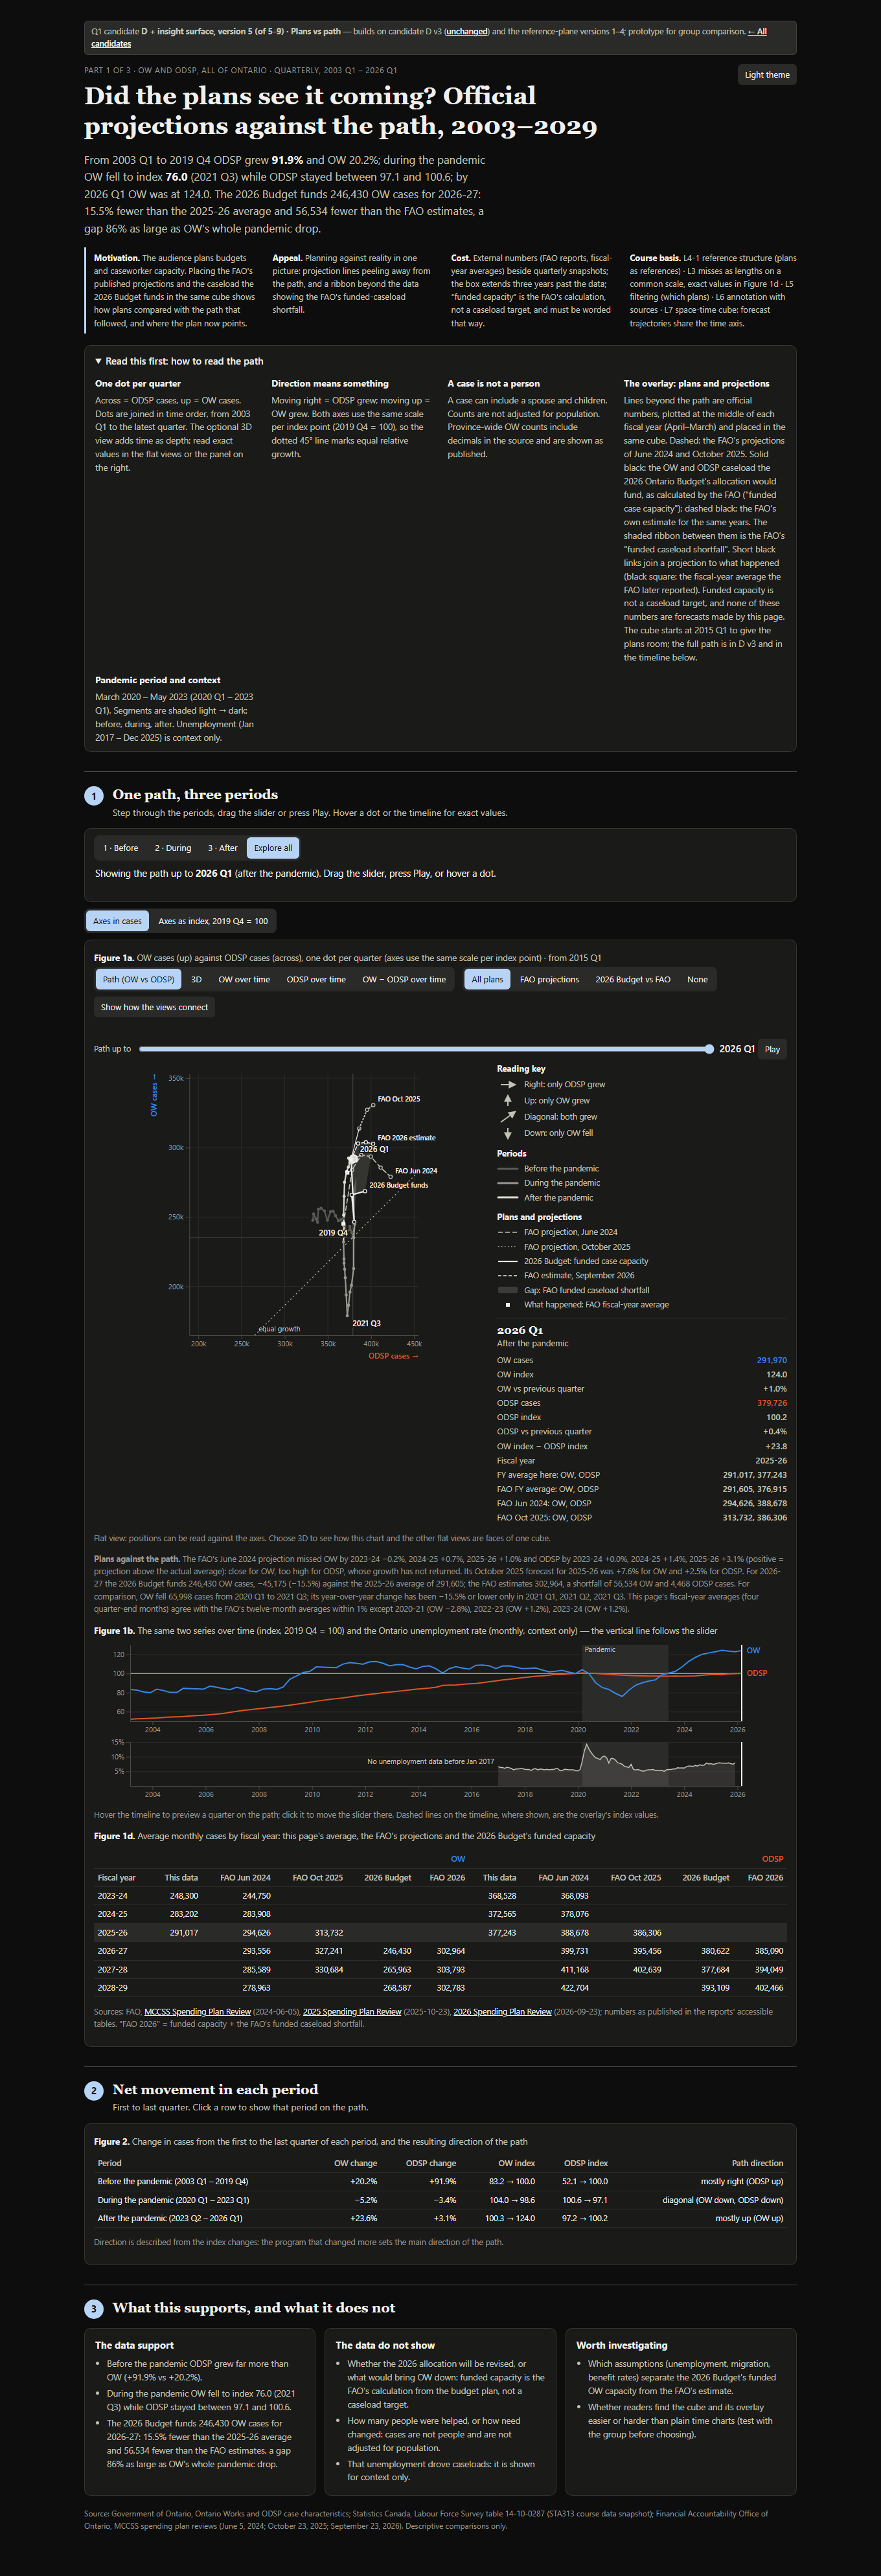 Q1 candidate D + insight surface, version 5 (of 5–9) · Plans vs path — builds on candidate D v3 (unchanged) and the reference-plane versions 1–4; prototype for group comparison. ← All
candidates
PART 1 OF 3 · OW AND ODSP, ALL OF ONTARIO · QUARTERLY, 2003 Q1 – 2026 Q1
Light theme
Did the plans see it coming? Official
projections against the path, 2003–2029
From 2003 Q1 to 2019 Q4 ODSP grew 91.9% and OW 20.2%; during the pandemic
OW fell to index 76.0 (2021 Q3) while ODSP stayed between 97.1 and 100.6; by
2026 Q1 OW was at 124.0. The 2026 Budget funds 246,430 OW cases for 2026-27:
15.5% fewer than the 2025-26 average and 56,534 fewer than the FAO estimates, a
gap 86% as large as OW's whole pandemic drop.
Motivation. The audience plans budgets
and caseworker capacity. Placing the FAO's
published projections and the caseload the
2026 Budget funds in the same cube shows
how plans compared with the path that
followed, and where the plan now points.
Appeal. Planning against reality in one
picture: projection lines peeling away from
the path, and a ribbon beyond the data
showing the FAO's funded-caseload
shortfall.
Cost. External numbers (FAO reports, fiscal-
year averages) beside quarterly snapshots;
the box extends three years past the data;
"funded capacity" is the FAO's calculation,
not a caseload target, and must be worded
that way.
Course basis. L4-1 reference structure (plans
as references) · L3 misses as lengths on a
common scale, exact values in Figure 1d · L5
filtering (which plans) · L6 annotation with
sources · L7 space-time cube: forecast
trajectories share the time axis.
▼ Read this first: how to read the path
One dot per quarter
Across = ODSP cases, up = OW cases.
Dots are joined in time order, from 2003
Q1 to the latest quarter. The optional 3D
view adds time as depth; read exact
values in the flat views or the panel on
the right.
Direction means something
Moving right = ODSP grew; moving up =
OW grew. Both axes use the same scale
per index point (2019 Q4 = 100), so the
dotted 45° line marks equal relative
growth.
A case is not a person
A case can include a spouse and children.
Counts are not adjusted for population.
Province-wide OW counts include
decimals in the source and are shown as
published.
The overlay: plans and projections
Lines beyond the path are official
numbers, plotted at the middle of each
fiscal year (April–March) and placed in the
same cube. Dashed: the FAO's projections
of June 2024 and October 2025. Solid
black: the OW and ODSP caseload the
2026 Ontario Budget's allocation would
fund, as calculated by the FAO ("funded
case capacity"); dashed black: the FAO's
own estimate for the same years. The
shaded ribbon between them is the FAO's
"funded caseload shortfall". Short black
links join a projection to what happened
(black square: the fiscal-year average the
FAO later reported). Funded capacity is
not a caseload target, and none of these
numbers are forecasts made by this page.
The cube starts at 2015 Q1 to give the
plans room; the full path is in D v3 and in
the timeline below.
Pandemic period and context
March 2020 – May 2023 (2020 Q1 – 2023
Q1). Segments are shaded light → dark:
before, during, after. Unemployment (Jan
2017 – Dec 2025) is context only.
1 One path, three periods
Step through the periods, drag the slider or press Play. Hover a dot or the timeline for exact values.
1 · Before 2 · During 3 · After Explore all
Showing the path up to 2026 Q1 (after the pandemic). Drag the slider, press Play, or hover a dot.
Axes in cases Axes as index, 2019 Q4 = 100
Figure 1a. OW cases (up) against ODSP cases (across), one dot per quarter (axes use the same scale per index point) · from 2015 Q1
Path (OW vs ODSP) 3D OW over time ODSP over time OW − ODSP over time All plans FAO projections 2026 Budget vs FAO None
Show how the views connect
Path up to 2026 Q1 Play
OW cases →
350k
300k
250k
200k
200k 250k 300k 350k 400k 450k
ODSP cases →
FAO Oct 2025
FAO 2026 estimate
2026 Q1
FAO Jun 2024
2026 Budget funds
2019 Q4
2021 Q3
equal growth
Reading key
Right: only ODSP grew
Up: only OW grew
Diagonal: both grew
Down: only OW fell
Periods
Before the pandemic
During the pandemic
After the pandemic
Plans and projections
FAO projection, June 2024
FAO projection, October 2025
2026 Budget: funded case capacity
FAO estimate, September 2026
Gap: FAO funded caseload shortfall
What happened: FAO fiscal-year average
2026 Q1
After the pandemic
OW cases 291,970
OW index 124.0
OW vs previous quarter +1.0%
ODSP cases 379,726
ODSP index 100.2
ODSP vs previous quarter +0.4%
OW index − ODSP index +23.8
Fiscal year 2025-26
FY average here: OW, ODSP 291,017, 377,243
FAO FY average: OW, ODSP 291,605, 376,915
FAO Jun 2024: OW, ODSP 294,626, 388,678
FAO Oct 2025: OW, ODSP 313,732, 386,306
Flat view: positions can be read against the axes. Choose 3D to see how this chart and the other flat views are faces of one cube.
Plans against the path. The FAO's June 2024 projection missed OW by 2023-24 −0.2%, 2024-25 +0.7%, 2025-26 +1.0% and ODSP by 2023-24 +0.0%, 2024-25 +1.4%, 2025-26 +3.1% (positive =
projection above the actual average): close for OW, too high for ODSP, whose growth has not returned. Its October 2025 forecast for 2025-26 was +7.6% for OW and +2.5% for ODSP. For 2026-
27 the 2026 Budget funds 246,430 OW cases, −45,175 (−15.5%) against the 2025-26 average of 291,605; the FAO estimates 302,964, a shortfall of 56,534 OW and 4,468 ODSP cases. For
comparison, OW fell 65,998 cases from 2020 Q1 to 2021 Q3; its year-over-year change has been −15.5% or lower only in 2021 Q1, 2021 Q2, 2021 Q3. This page's fiscal-year averages (four
quarter-end months) agree with the FAO's twelve-month averages within 1% except 2020-21 (OW −2.8%), 2022-23 (OW +1.2%), 2023-24 (OW +1.2%).
Figure 1b. The same two series over time (index, 2019 Q4 = 100) and the Ontario unemployment rate (monthly, context only) — the vertical line follows the slider
120
100
80
60
Pandemic
OW
ODSP
2004 2006 2008 2010 2012 2014 2016 2018 2020 2022 2024 2026
15%
10%
5%
No unemployment data before Jan 2017
2004 2006 2008 2010 2012 2014 2016 2018 2020 2022 2024 2026
Hover the timeline to preview a quarter on the path; click it to move the slider there. Dashed lines on the timeline, where shown, are the overlay's index values.
Figure 1d. Average monthly cases by fiscal year: this page's average, the FAO's projections and the 2026 Budget's funded capacity
OW ODSP
Fiscal year This data FAO Jun 2024 FAO Oct 2025 2026 Budget FAO 2026 This data FAO Jun 2024 FAO Oct 2025 2026 Budget FAO 2026
2023-24 248,300 244,750 368,528 368,093
2024-25 283,202 283,908 372,565 378,076
2025-26 291,017 294,626 313,732 377,243 388,678 386,306
2026-27 293,556 327,241 246,430 302,964 399,731 395,456 380,622 385,090
2027-28 285,589 330,684 265,963 303,793 411,168 402,639 377,684 394,049
2028-29 278,963 268,587 302,783 422,704 393,109 402,466
Sources: FAO, MCCSS Spending Plan Review (2024-06-05), 2025 Spending Plan Review (2025-10-23), 2026 Spending Plan Review (2026-09-23); numbers as published in the reports' accessible
tables. "FAO 2026" = funded capacity + the FAO's funded caseload shortfall.
2 Net movement in each period
First to last quarter. Click a row to show that period on the path.
Figure 2. Change in cases from the first to the last quarter of each period, and the resulting direction of the path
Period OW change ODSP change OW index ODSP index Path direction
Before the pandemic (2003 Q1 – 2019 Q4) +20.2% +91.9% 83.2 → 100.0 52.1 → 100.0 mostly right (ODSP up)
During the pandemic (2020 Q1 – 2023 Q1) −5.2% −3.4% 104.0 → 98.6 100.6 → 97.1 diagonal (OW down, ODSP down)
After the pandemic (2023 Q2 – 2026 Q1) +23.6% +3.1% 100.3 → 124.0 97.2 → 100.2 mostly up (OW up)
Direction is described from the index changes: the program that changed more sets the main direction of the path.
3 What this supports, and what it does not
The data support
• Before the pandemic ODSP grew far more than
OW (+91.9% vs +20.2%).
• During the pandemic OW fell to index 76.0 (2021
Q3) while ODSP stayed between 97.1 and 100.6.
• The 2026 Budget funds 246,430 OW cases for
2026-27: 15.5% fewer than the 2025-26 average
and 56,534 fewer than the FAO estimates, a gap
86% as large as OW's whole pandemic drop.
The data do not show
• Whether the 2026 allocation will be revised, or
what would bring OW down: funded capacity is the
FAO's calculation from the budget plan, not a
caseload target.
• How many people were helped, or how need
changed: cases are not people and are not
adjusted for population.
• That unemployment drove caseloads: it is shown
for context only.
Worth investigating
• Which assumptions (unemployment, migration,
benefit rates) separate the 2026 Budget's funded
OW capacity from the FAO's estimate.
• Whether readers find the cube and its overlay
easier or harder than plain time charts (test with
the group before choosing).
Source: Government of Ontario, Ontario Works and ODSP case characteristics; Statistics Canada, Labour Force Survey table 14-10-0287 (STA313 course data snapshot); Financial Accountability Office of
Ontario, MCCSS spending plan reviews (June 5, 2024; October 23, 2025; September 23, 2026). Descriptive comparisons only.